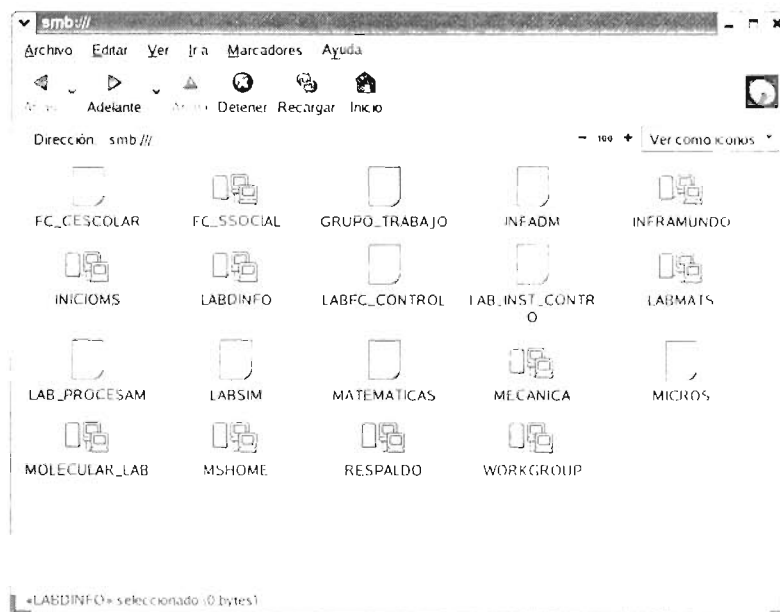 smb:///
Archivo Editar Ver Ir a Marcadores Ayuda
Adelante Detener Recargar Inicio
Dirección smb:///
- 100 + Ver como iconos
FC_CESCOLAR FC_SSOCIAL GRUPO_TRABAJO INFADM INFRAMUNDO
INICIOMS LABDINFO LABFC_CONTROL LAB_INST_CONTR
O LABMATS
LAB_PROCESAM LABSIM MATEMATICAS MECANICA MICROS
MOLECULAR_LAB MSHOME RESPALDO WORKGROUP
«LABDINFO» seleccionado (0 bytes)